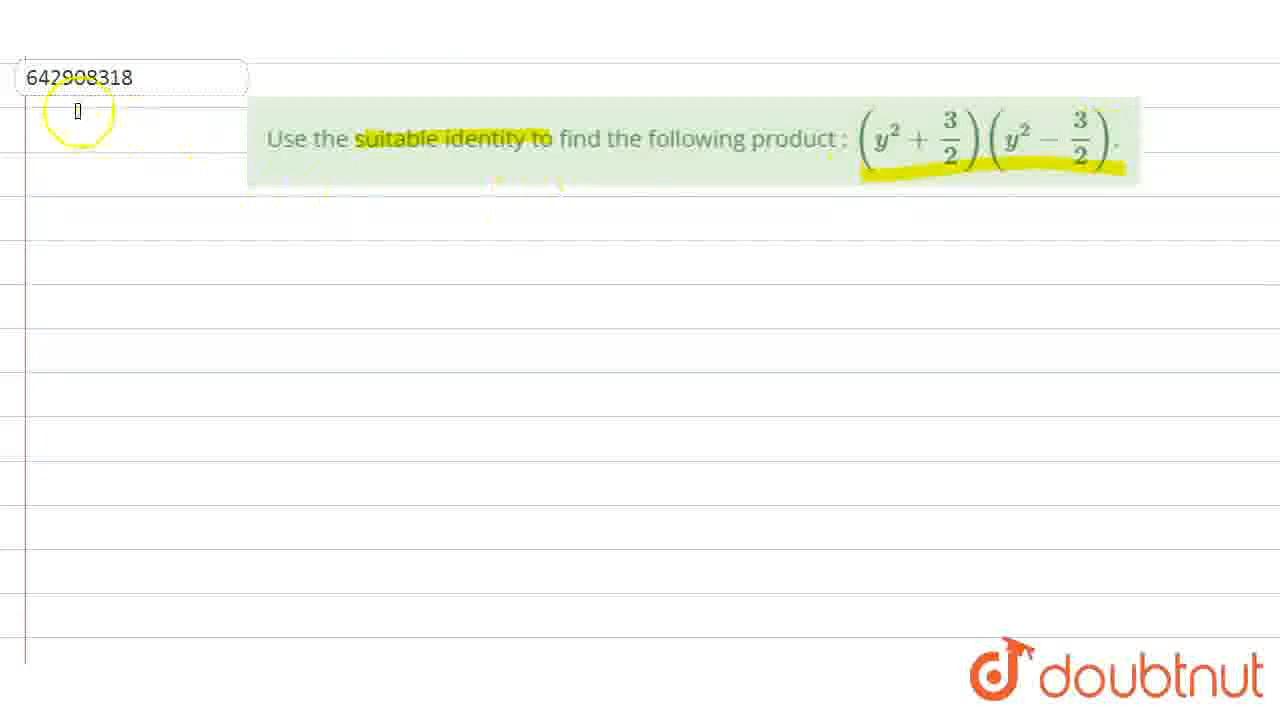 642908318
Use the suitable identity to find the following product : (y² + 3/2)(y² − 3/2).
doubtnut